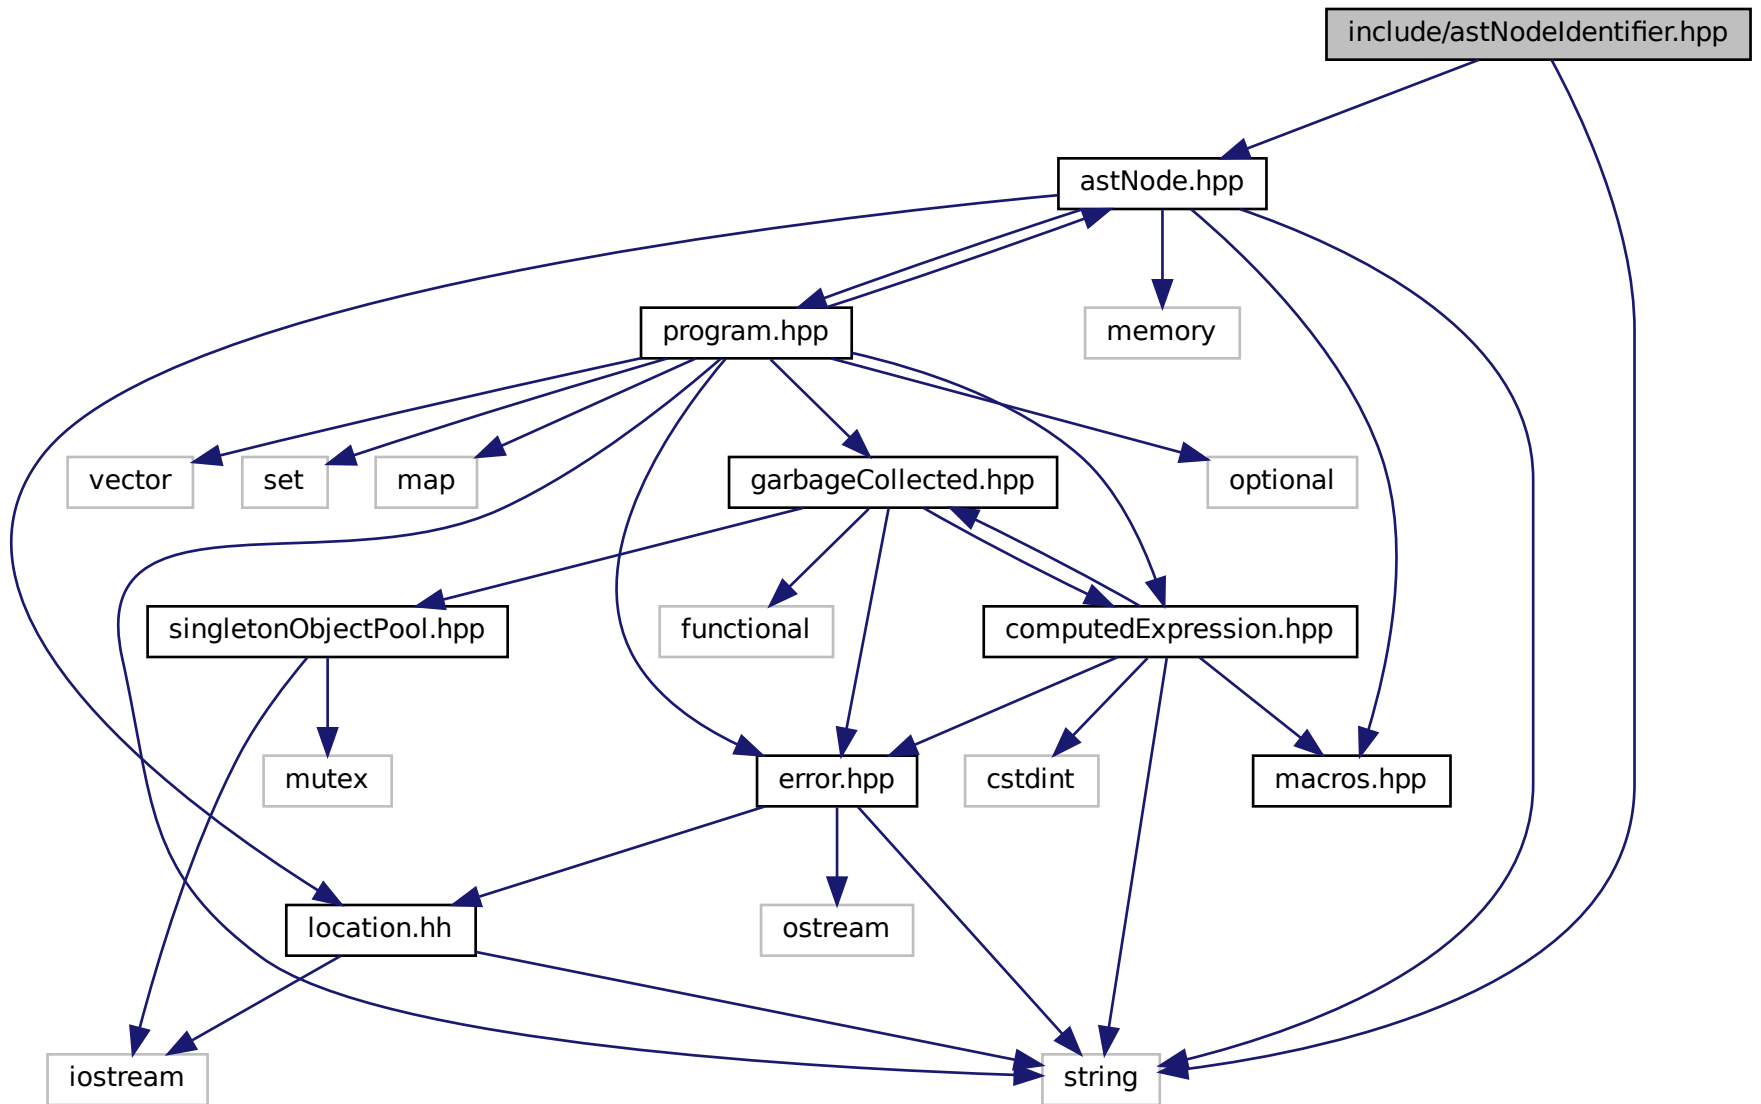 include/astNodeIdentifier.hpp
astNode.hpp
program.hpp
memory
vector
set
map
garbageCollected.hpp
optional
singletonObjectPool.hpp
functional
computedExpression.hpp
mutex
error.hpp
cstdint
macros.hpp
location.hh
ostream
iostream
string